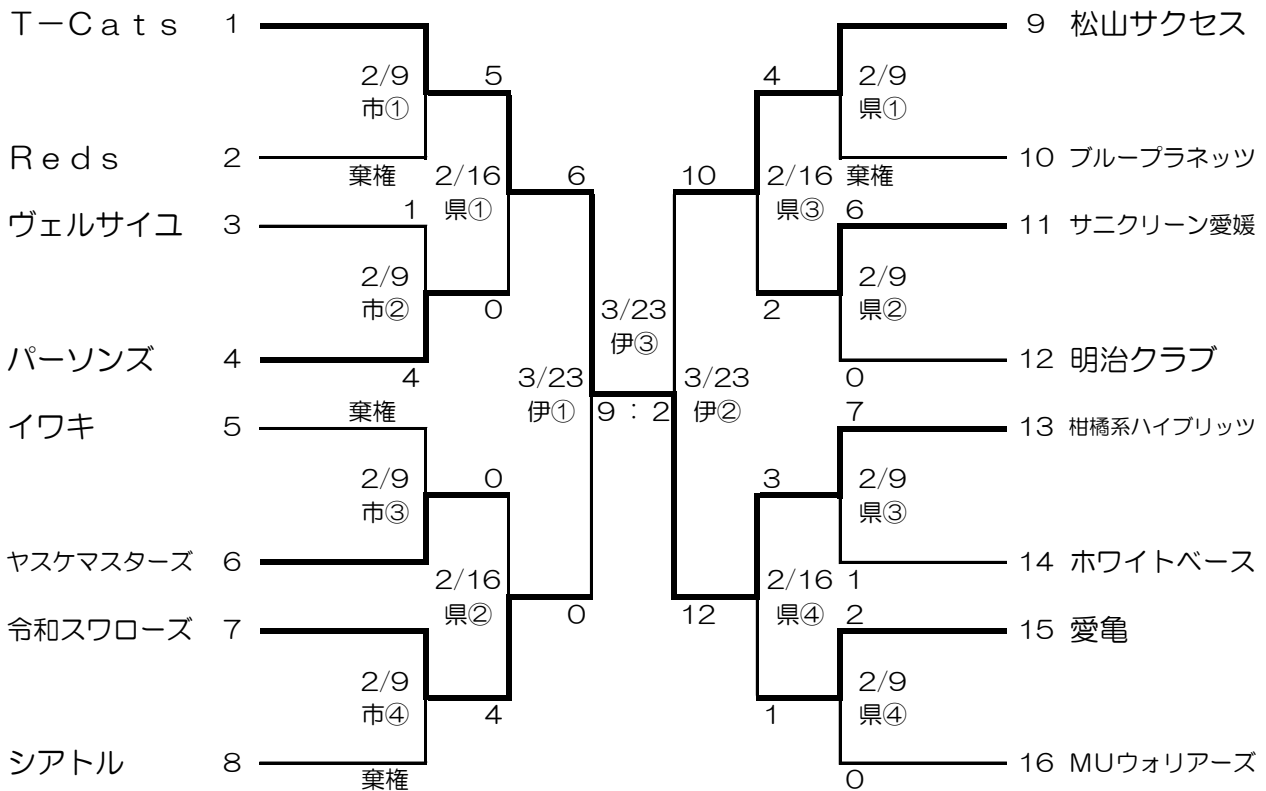 T－Cats 1
9 松山サクセス
2/9 5
市①
4 2/9
県①
Reds 2
棄権
2/16
県①
6
10
2/16
県③
棄権
10 ブループラネッツ
ヴェルサイユ 3
1
6
11 サニクリーン愛媛
2/9
市②
0
2
2/9
県②
パーソンズ 4
4
0
12 明治クラブ
3/23
伊③
3/23
伊①
9：2
3/23
伊②
イワキ 5
棄権
7
13 柑橘系ハイブリッツ
2/9
市③
0
3
2/9
県③
ヤスケマスターズ 6
1
14 ホワイトベース
2/16
県②
0
12
2/16
県④
令和スワローズ 7
2
15 愛亀
2/9
市④
4
1
2/9
県④
シアトル 8
棄権
0
16 MUウォリアーズ